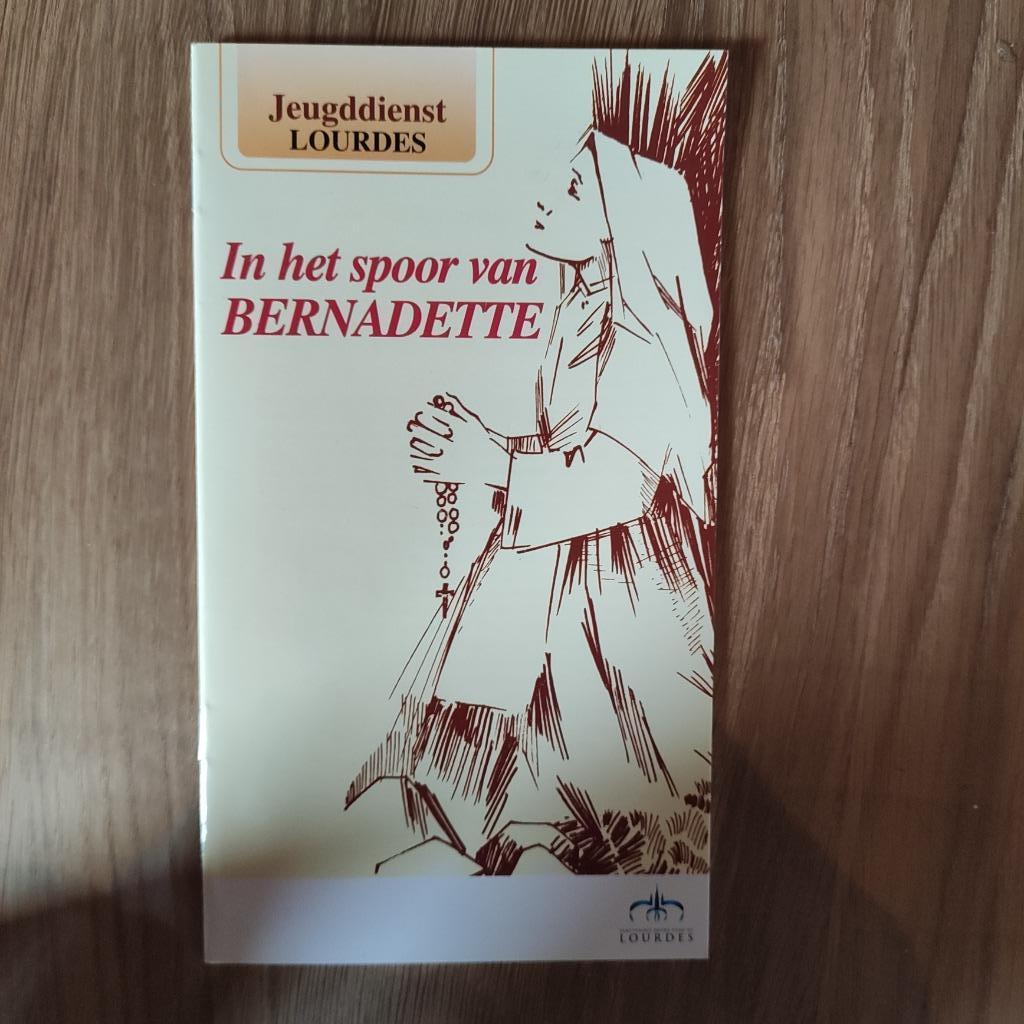 Jeugddienst
LOURDES
In het spoor van
BERNADETTE
LOURDES